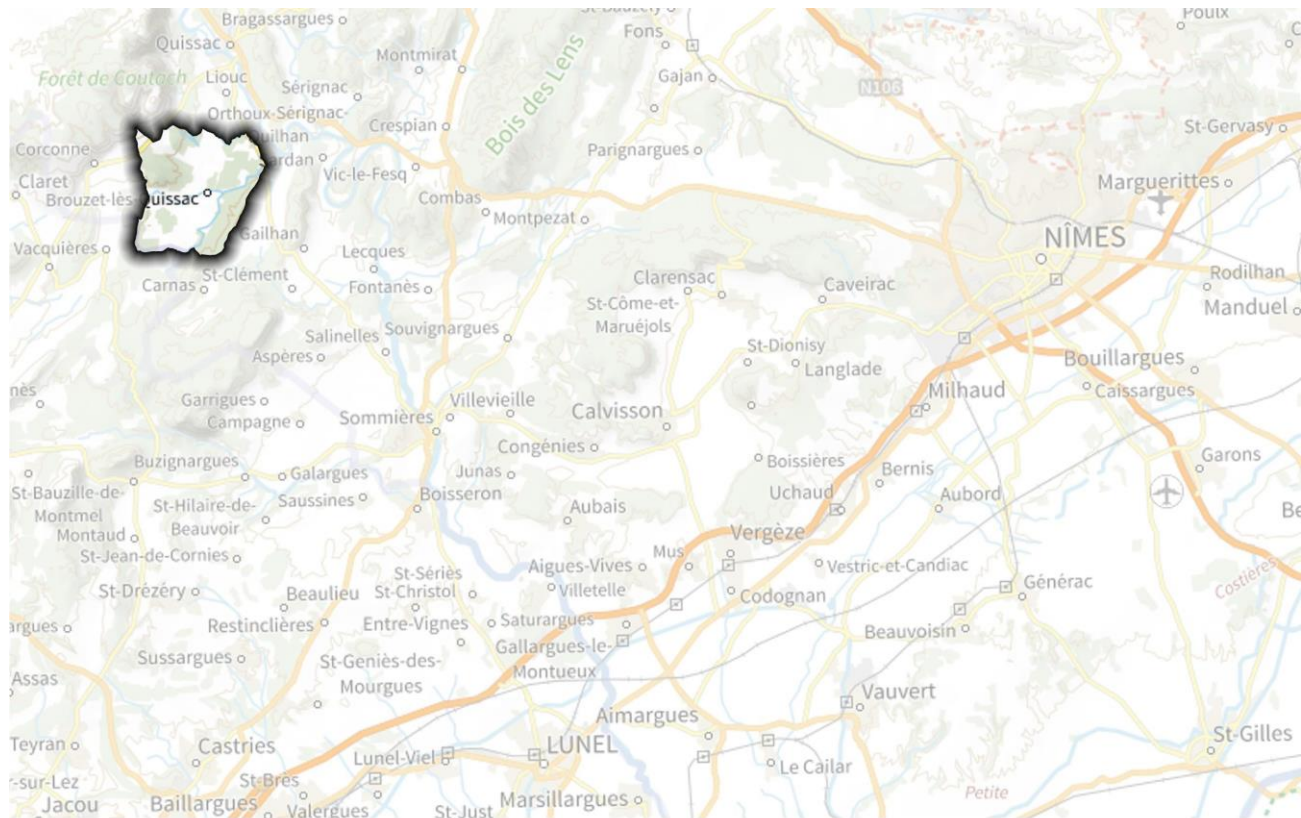 Bragassargues
Quissac
Montmirat
Fons
Poulx
Forêt de Coutach
Liouc
Sérignac
Bois des Lens
Gajan
N106
Orthoux-Sérignac-
Quilhan
Crespian
St-Gervasy
Corconne
Parignargues
Vic-le-Fesq
Claret
Marguerittes
Combas
Montpezat
NÎMES
Vacquières
Gailhan
Lecques
Rodilhan
Carnas
St-Clément
Fontanès
Clarensac
Caveirac
Manduel
St-Côme-et-
Maruéjols
Salinelles
Souvignargues
St-Dionisy
Aspères
Langlade
Bouillargues
Milhaud
Caissargues
Garrigues
Villevieille
Campagne
Sommières
Calvisson
Congénies
Buzignargues
Galargues
Junas
Boissières
Bernis
Garons
St-Bauzille-de-
Montmel
St-Hilaire-de-
Beauvoir
Saussines
Boisseron
Aubais
Uchaud
Aubord
Montaud
Vergèze
St-Jean-de-Cornies
Mus
St-Drézéry
Beaulieu
St-Sériès
St-Christol
Aigues-Vives
Villetelle
Vestric-et-Candiac
Générac
Costières
Restinclières
Entre-Vignes
Saturargues
Codognan
Beauvoisin
Sussargues
St-Geniès-des-
Mourgues
Gallargues-le-
Montueux
Assas
Vauvert
Aimargues
Teyran
Castries
Lunel-Viel
LUNEL
St-Gilles
Le Cailar
r-sur-Lez
St-Brès
Jacou
Baillargues
Valergues
St-Just
Marsillargues
Petite